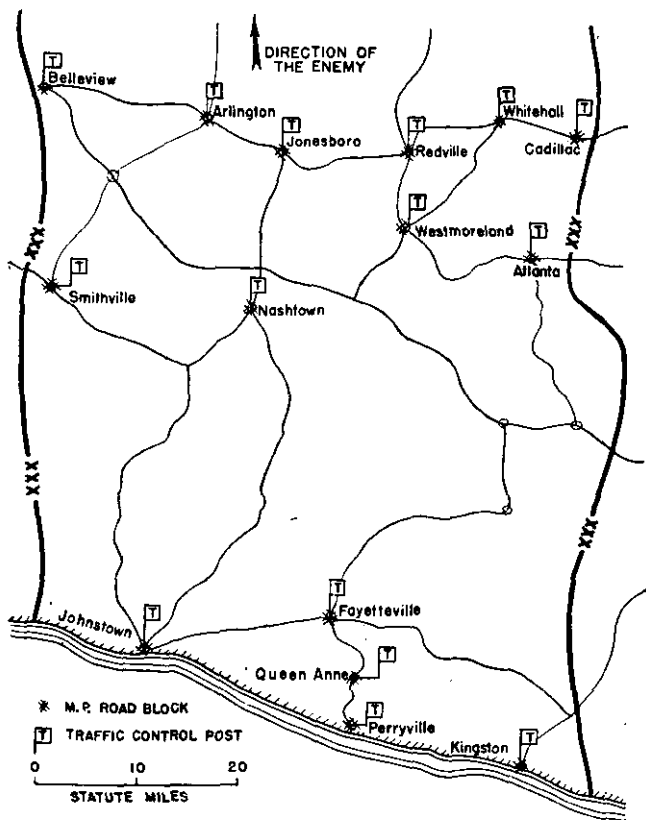 DIRECTION OF
THE ENEMY
T
Belleview
T
Arlington
T
Jonesboro
T
Redville
T
Whitehall
T
Cadillac
T
Westmoreland
T
Atlanta
XXX
XXX
T
Smithville
T
Nashtown
XXX
XXX
T
Johnstown
T
Fayetteville
T
Queen Anne
T
Perryville
T
Kingston
M.P. ROAD BLOCK
T TRAFFIC CONTROL POST
0 10 20
STATUTE MILES